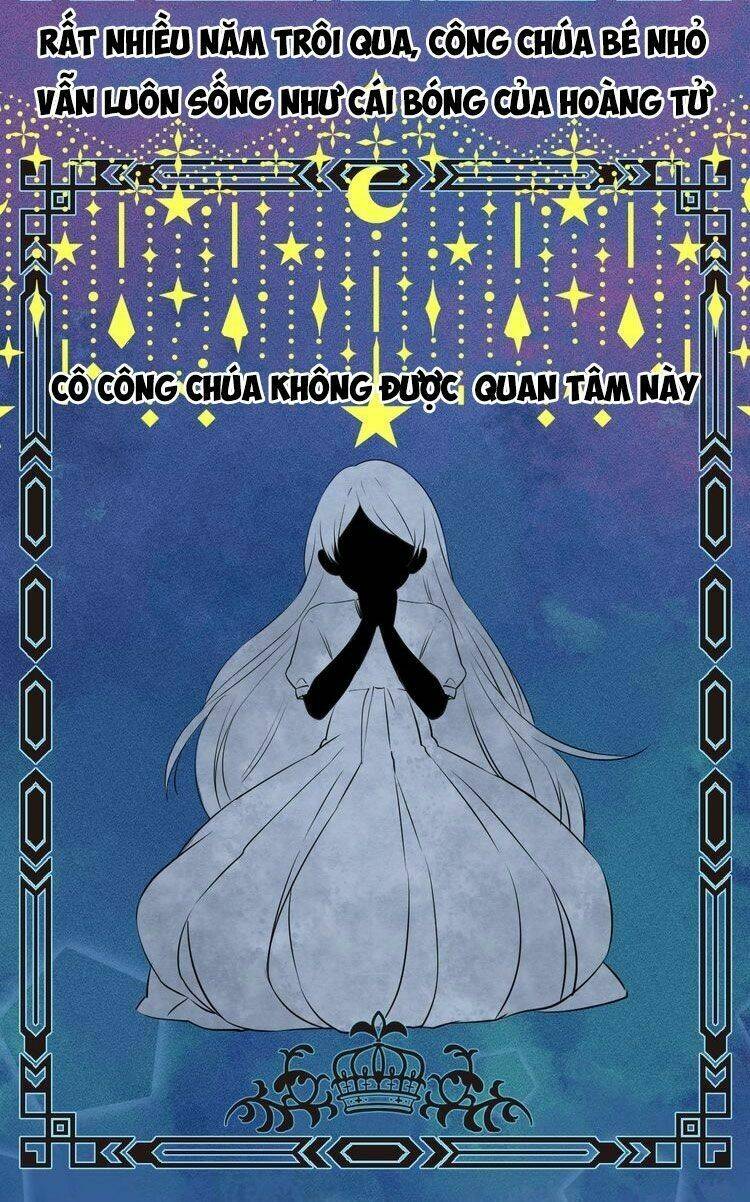 RẤT NHIỀU NĂM TRÔI QUA, CÔNG CHÚA BÉ NHỎ
VẪN LUÔN SỐNG NHƯ CÁI BÓNG CỦA HOÀNG TỬ
CÔ CÔNG CHÚA KHÔNG ĐƯỢC QUAN TÂM NÀY